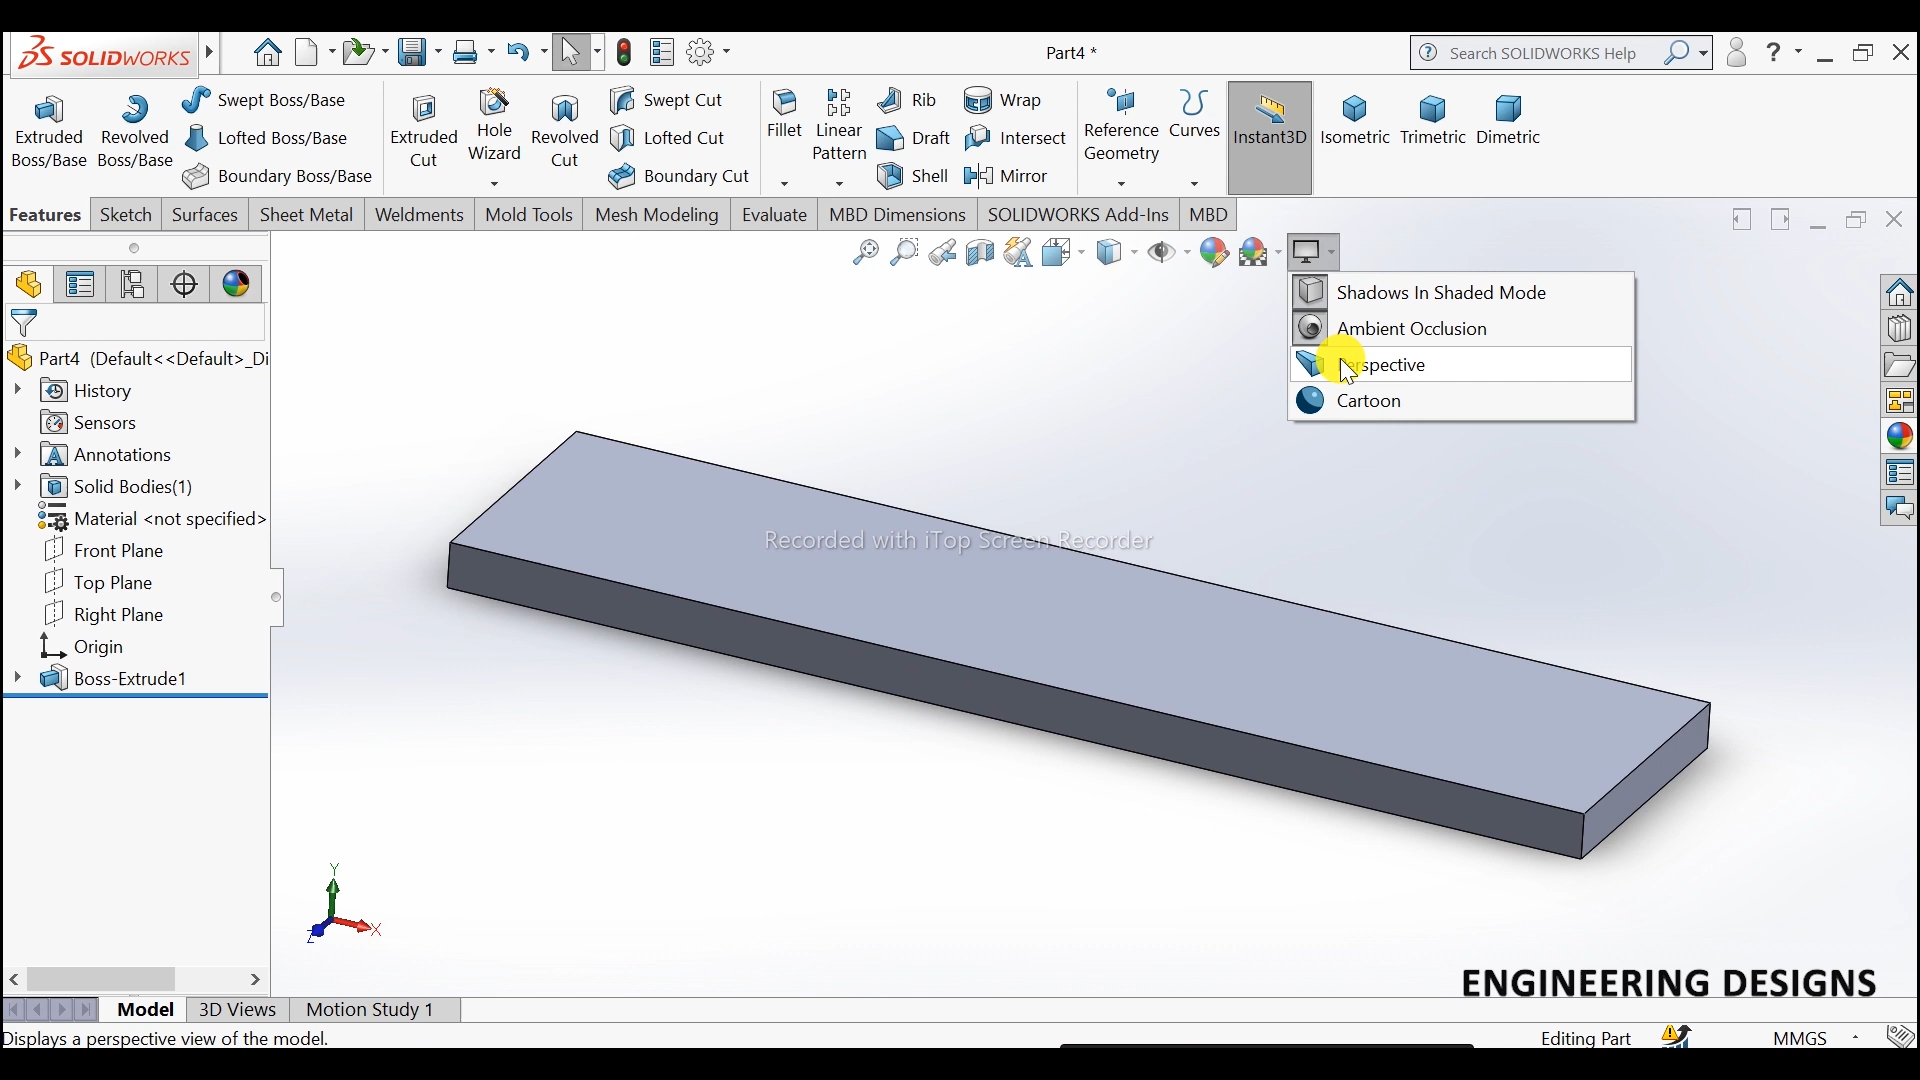 SOLIDWORKS
Part4 *
Search SOLIDWORKS Help
Extruded Boss/Base
Revolved Boss/Base
Swept Boss/Base
Lofted Boss/Base
Boundary Boss/Base
Extruded Cut
Hole Wizard
Revolved Cut
Swept Cut
Lofted Cut
Boundary Cut
Fillet
Linear Pattern
Rib
Draft
Shell
Wrap
Intersect
Mirror
Reference Geometry
Curves
Instant3D
Isometric
Trimetric
Dimetric
Features
Sketch
Surfaces
Sheet Metal
Weldments
Mold Tools
Mesh Modeling
Evaluate
MBD Dimensions
SOLIDWORKS Add-Ins
MBD
Shadows In Shaded Mode
Ambient Occlusion
Perspective
Cartoon
Part4 (Default<<Default>_Di
History
Sensors
Annotations
Solid Bodies(1)
Material <not specified>
Front Plane
Top Plane
Right Plane
Origin
Boss-Extrude1
Recorded with iTop Screen Recorder
Y
X
Z
ENGINEERING DESIGNS
Model
3D Views
Motion Study 1
Displays a perspective view of the model.
Editing Part
MMGS